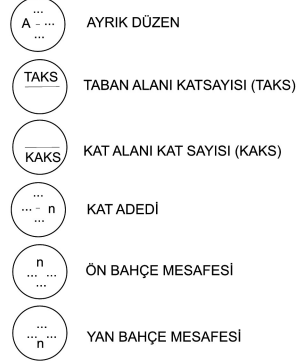 ...
A - ...
...
AYRIK DÜZEN
TAKS
TABAN ALANI KATSAYISI (TAKS)
KAKS
KAT ALANI KAT SAYISI (KAKS)
...
... - n
...
KAT ADEDİ
n
... ...
...
ÖN BAHÇE MESAFESİ
...
... ...
n
YAN BAHÇE MESAFESİ